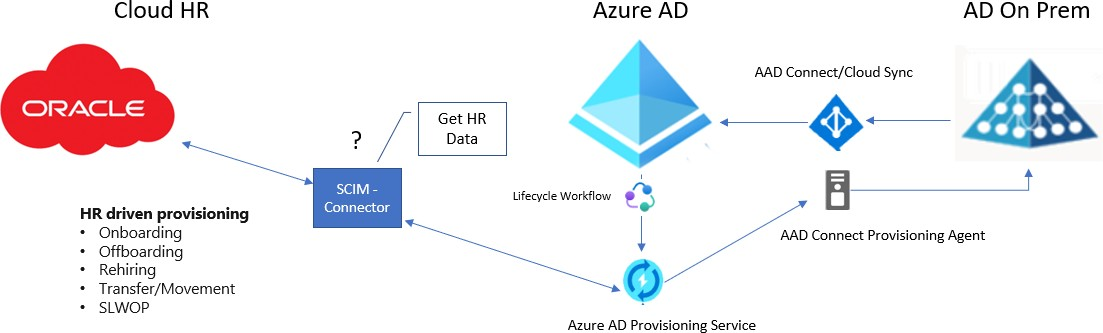 Cloud HR
Azure AD
AD On Prem
ORACLE
AAD Connect/Cloud Sync
?
Get HR
Data
SCIM -
Connector
Lifecycle Workflow
HR driven provisioning
• Onboarding
• Offboarding
• Rehiring
• Transfer/Movement
• SLWOP
AAD Connect Provisioning Agent
Azure AD Provisioning Service